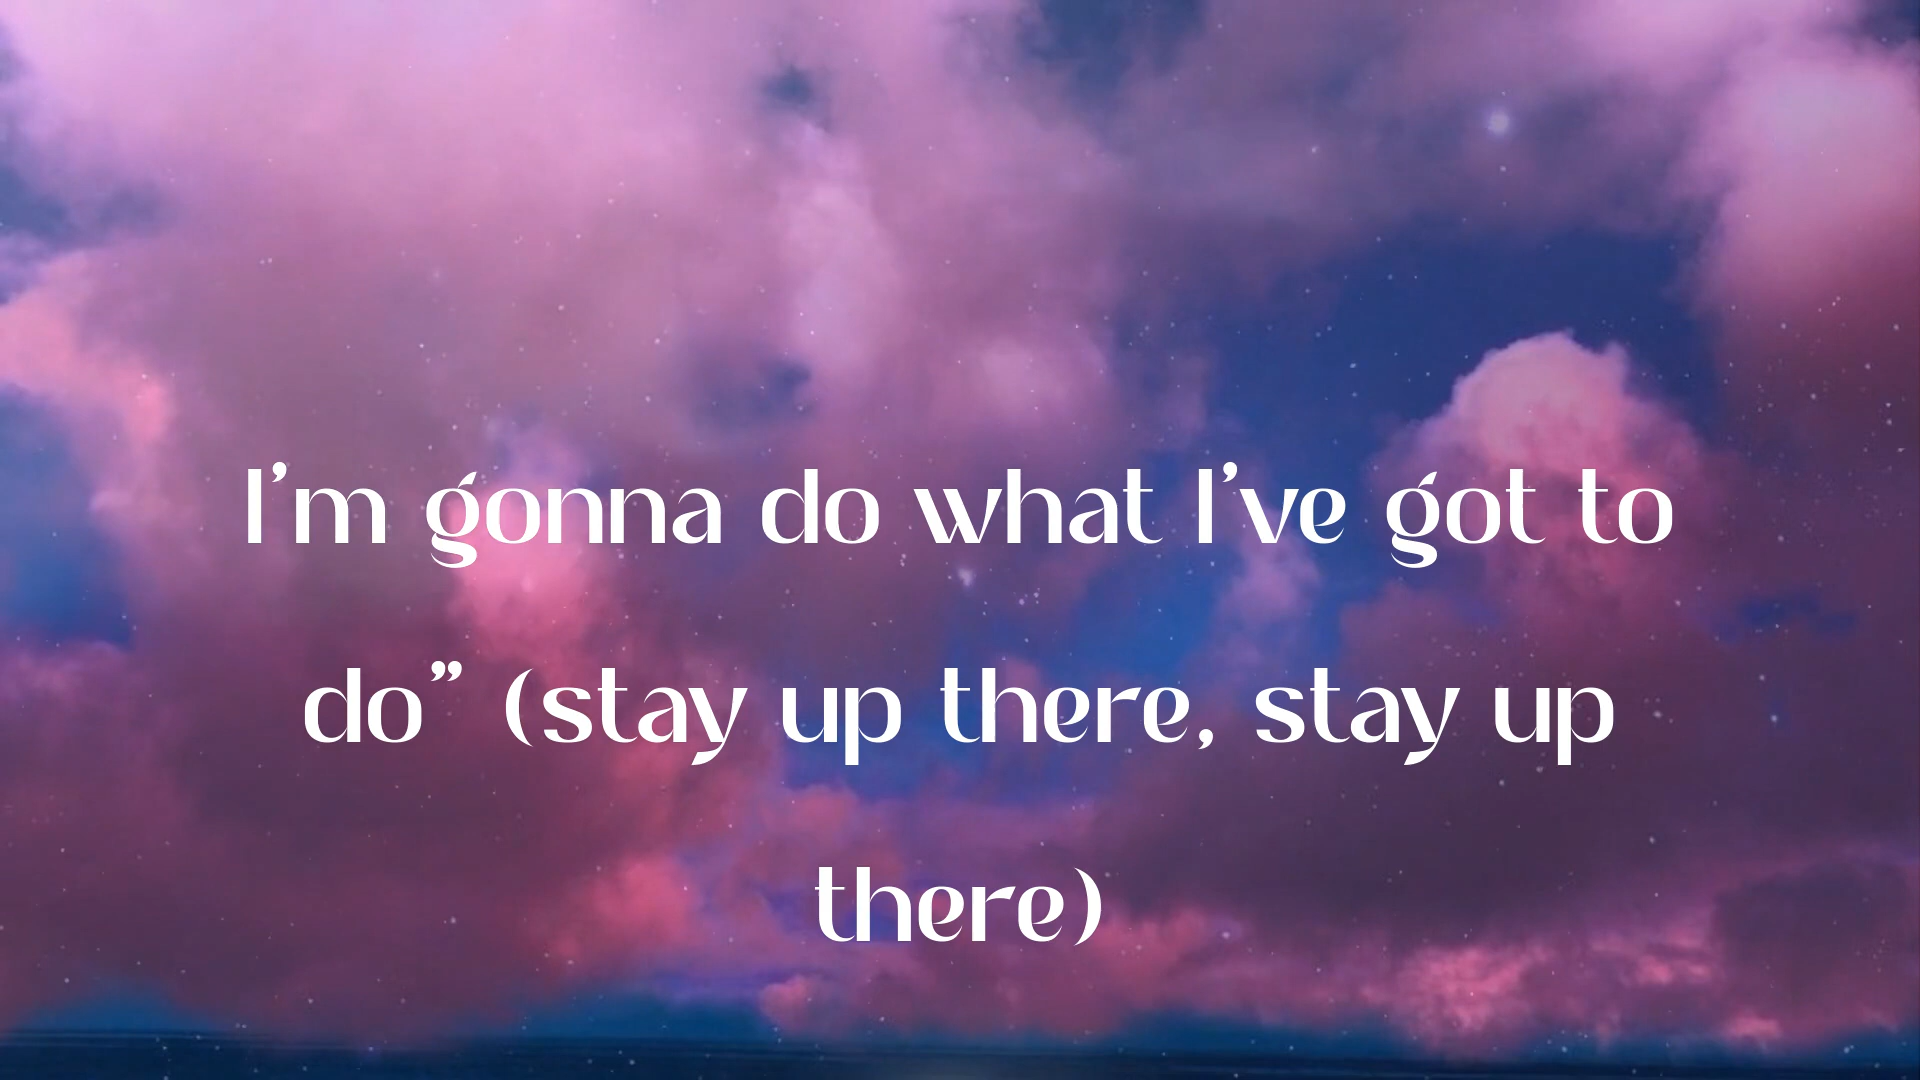 I’m gonna do what I’ve got to
do” (stay up there, stay up
there)